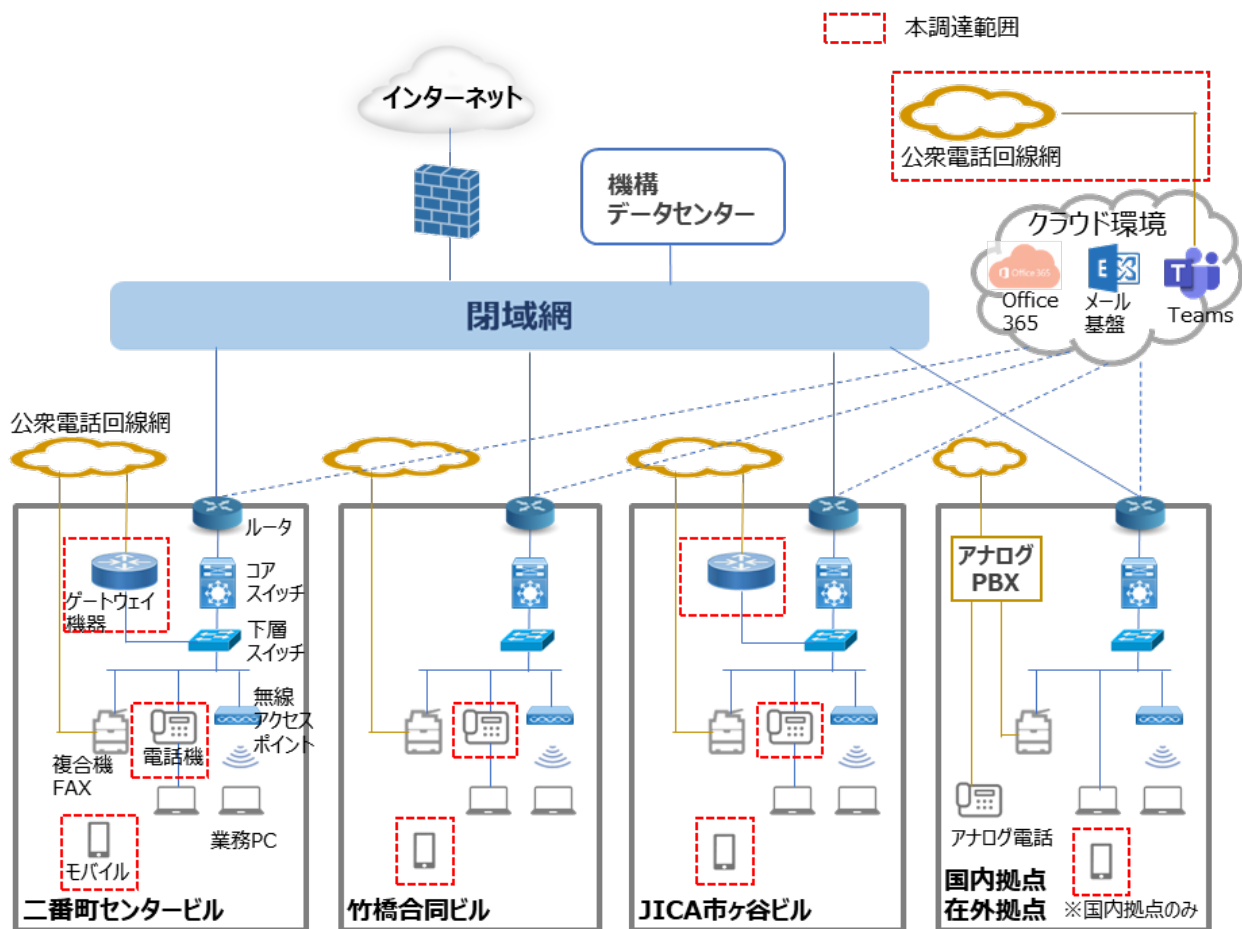 本調達範囲
インターネット
公衆電話回線網
機構
データセンター
クラウド環境
Office 365
Office
365
E
メール
基盤
T
Teams
閉域網
公衆電話回線網
ルータ
ゲートウェイ
機器
コア
スイッチ
下層
スイッチ
無線
アクセス
ポイント
複合機
FAX
電話機
業務PC
モバイル
二番町センタービル
竹橋合同ビル
JICA市ヶ谷ビル
アナログ
PBX
アナログ電話
国内拠点
在外拠点
※国内拠点のみ